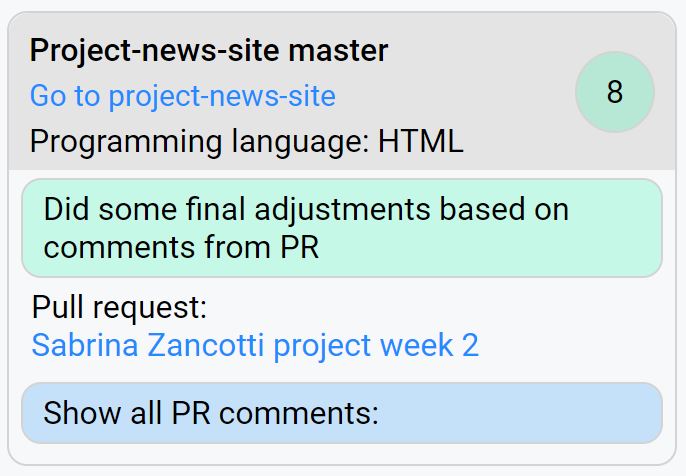 Project-news-site master
Go to project-news-site
8
Programming language: HTML
Did some final adjustments based on
comments from PR
Pull request:
Sabrina Zancotti project week 2
Show all PR comments: